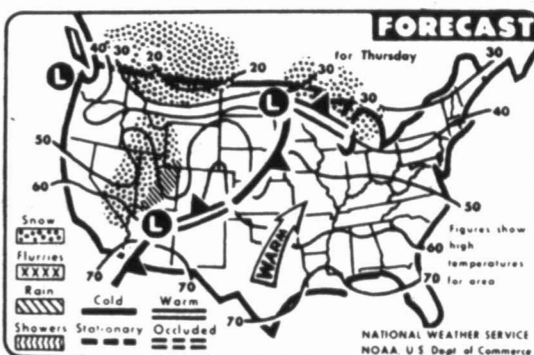 FORECAST
for Thursday
40 30
20
20
30
30
30
40
L
L
50
50
60
L
WARM
60
70
70
70
70
Figures show
high
temperatures
for area
Snow
Flurries
Rain
Showers
Cold
Warm
Stationary
Occluded
NATIONAL WEATHER SERVICE
NOAA, U S Dept of Commerce